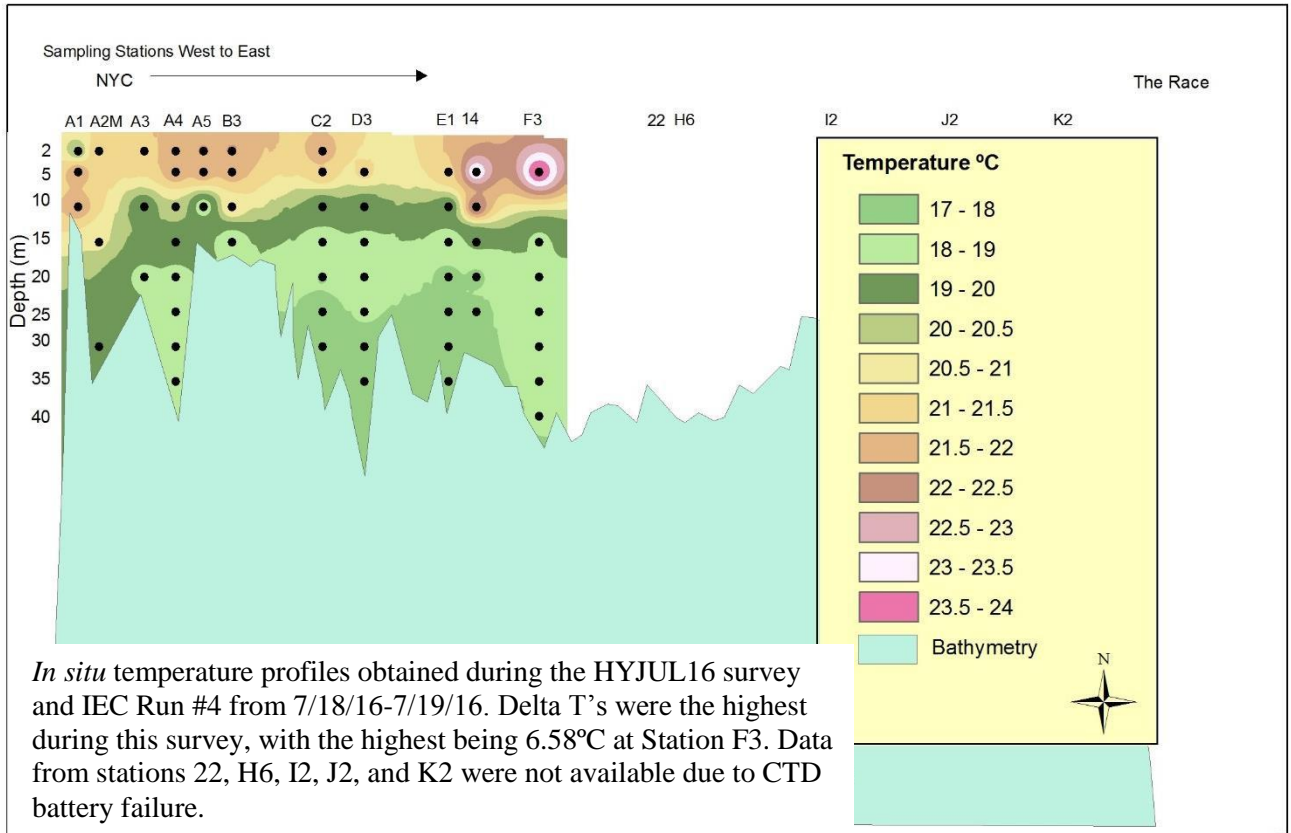 Sampling Stations West to East
NYC
The Race
A1 A2M A3 A4 A5 B3 C2 D3 E1 14 F3 22 H6 I2 J2 K2
Depth (m)
2
5
10
15
20
25
30
35
40
Temperature ºC
17 - 18
18 - 19
19 - 20
20 - 20.5
20.5 - 21
21 - 21.5
21.5 - 22
22 - 22.5
22.5 - 23
23 - 23.5
23.5 - 24
Bathymetry
N
In situ temperature profiles obtained during the HYJUL16 survey
and IEC Run #4 from 7/18/16-7/19/16. Delta T’s were the highest
during this survey, with the highest being 6.58ºC at Station F3. Data
from stations 22, H6, I2, J2, and K2 were not available due to CTD
battery failure.